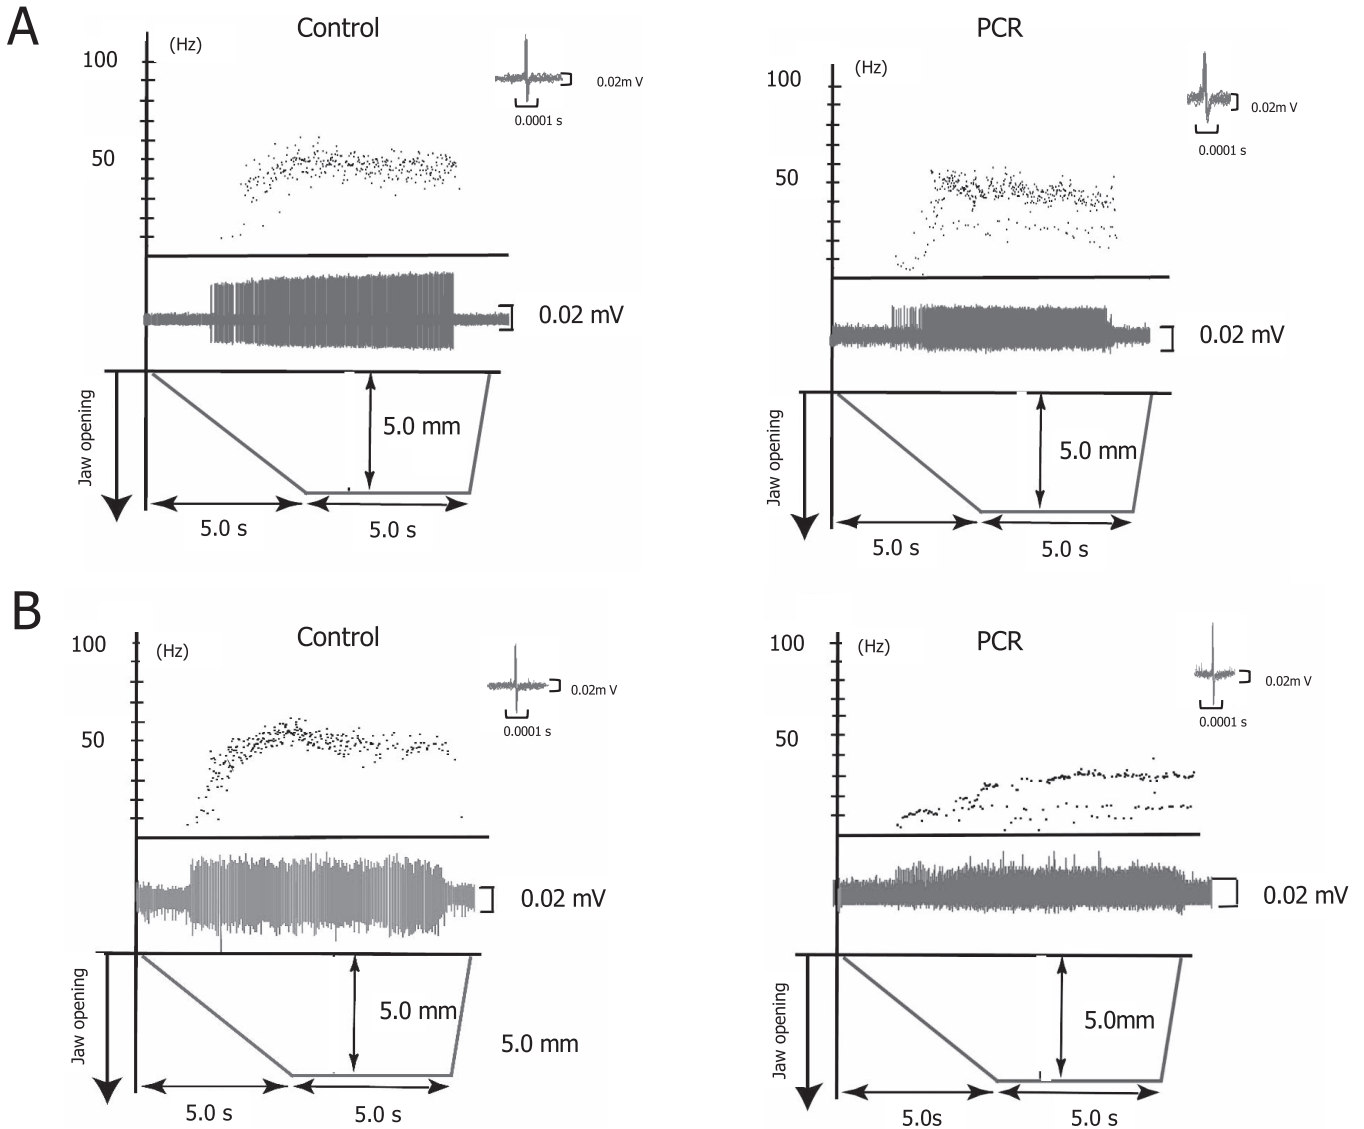 A
Control
(Hz)
100
50
0.02m V
0.0001 s
0.02 mV
Jaw opening
5.0 mm
5.0 s
5.0 s
PCR
(Hz)
100
50
0.02m V
0.0001 s
0.02 mV
Jaw opening
5.0 mm
5.0 s
5.0 s
B
Control
(Hz)
100
50
0.02m V
0.0001 s
0.02 mV
Jaw opening
5.0 mm
5.0 mm
5.0 s
5.0 s
PCR
(Hz)
100
50
0.02m V
0.0001 s
0.02 mV
Jaw opening
5.0mm
5.0s
5.0 s